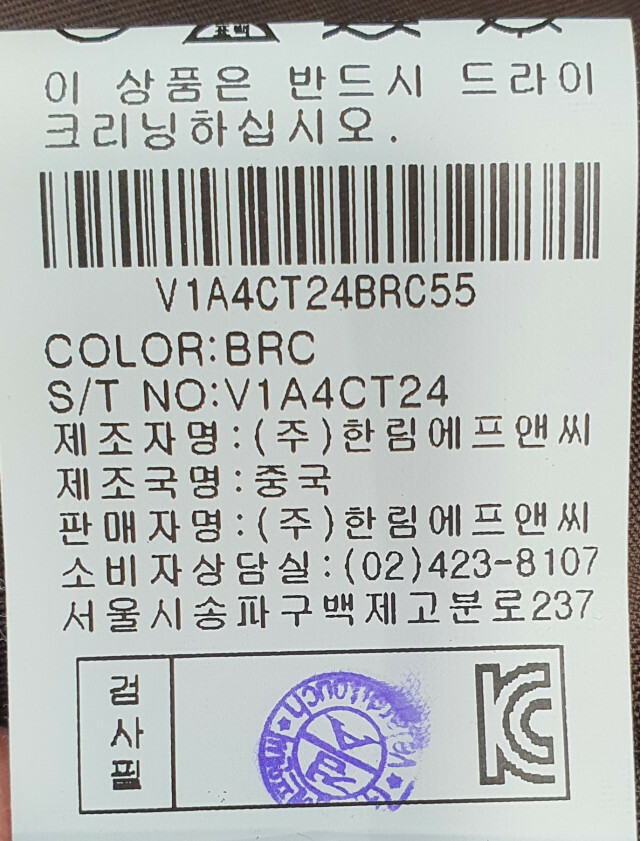 표백
이 상품은 반드시 드라이
크리닝하십시오.
V1A4CT24BRC55
COLOR:BRC
S/T NO:V1A4CT24
제조자명:(주)한림에프앤씨
제조국명:중국
판매자명:(주)한림에프앤씨
소비자상담실:(02)423-8107
서울시송파구백제고분로237
검사필
KC